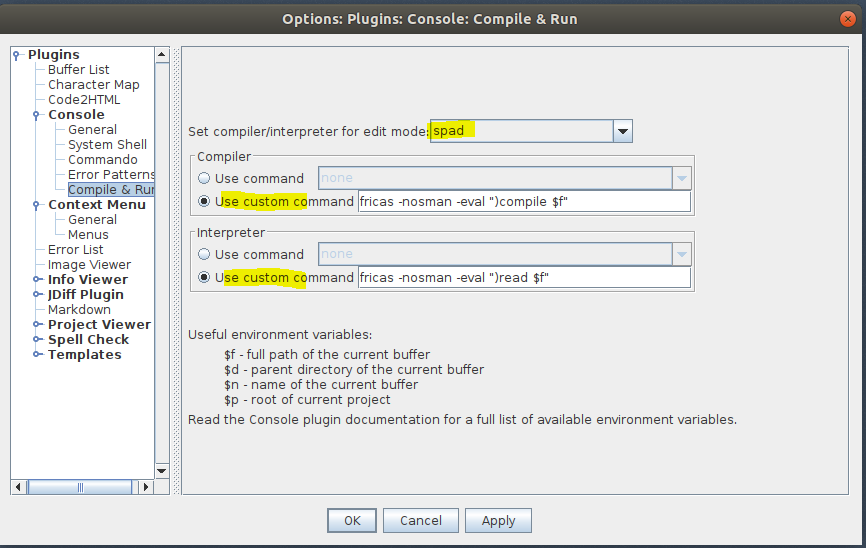 Options: Plugins: Console: Compile & Run
Plugins
Buffer List
Character Map
Code2HTML
Console
General
System Shell
Commando
Error Patterns
Compile & Run
Context Menu
General
Menus
Error List
Image Viewer
Info Viewer
JDiff Plugin
Markdown
Project Viewer
Spell Check
Templates
Set compiler/interpreter for edit mode: spad
Compiler
Use command none
Use custom command fricas -nosman -eval ")compile $f"
Interpreter
Use command none
Use custom command fricas -nosman -eval ")read $f"
Useful environment variables:
$f - full path of the current buffer
$d - parent directory of the current buffer
$n - name of the current buffer
$p - root of current project
Read the Console plugin documentation for a full list of available environment variables.
OK Cancel Apply